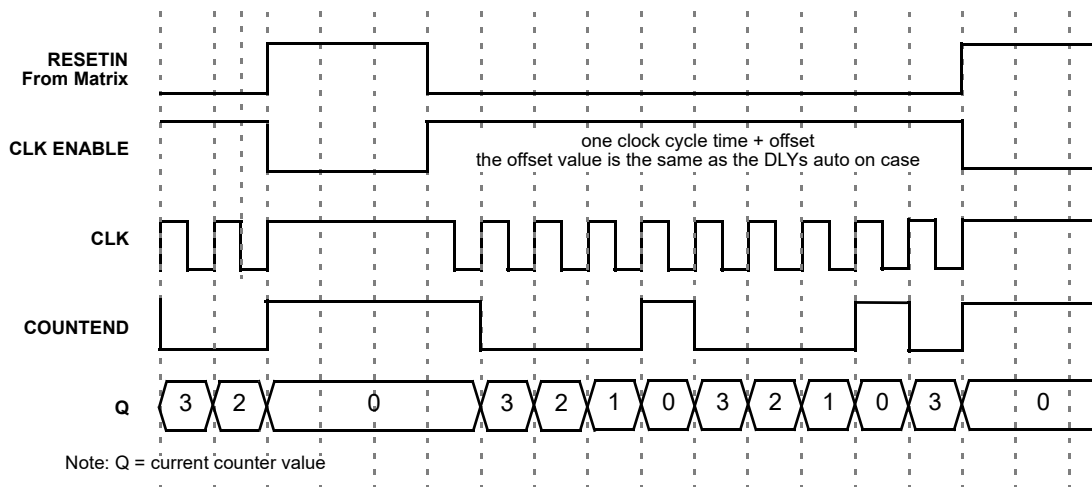 RESETIN
From Matrix
CLK ENABLE
one clock cycle time + offset
the offset value is the same as the DLYs auto on case
CLK
COUNTEND
Q
3 2 0 3 2 1 0 3 2 1 0 3 0
Note: Q = current counter value